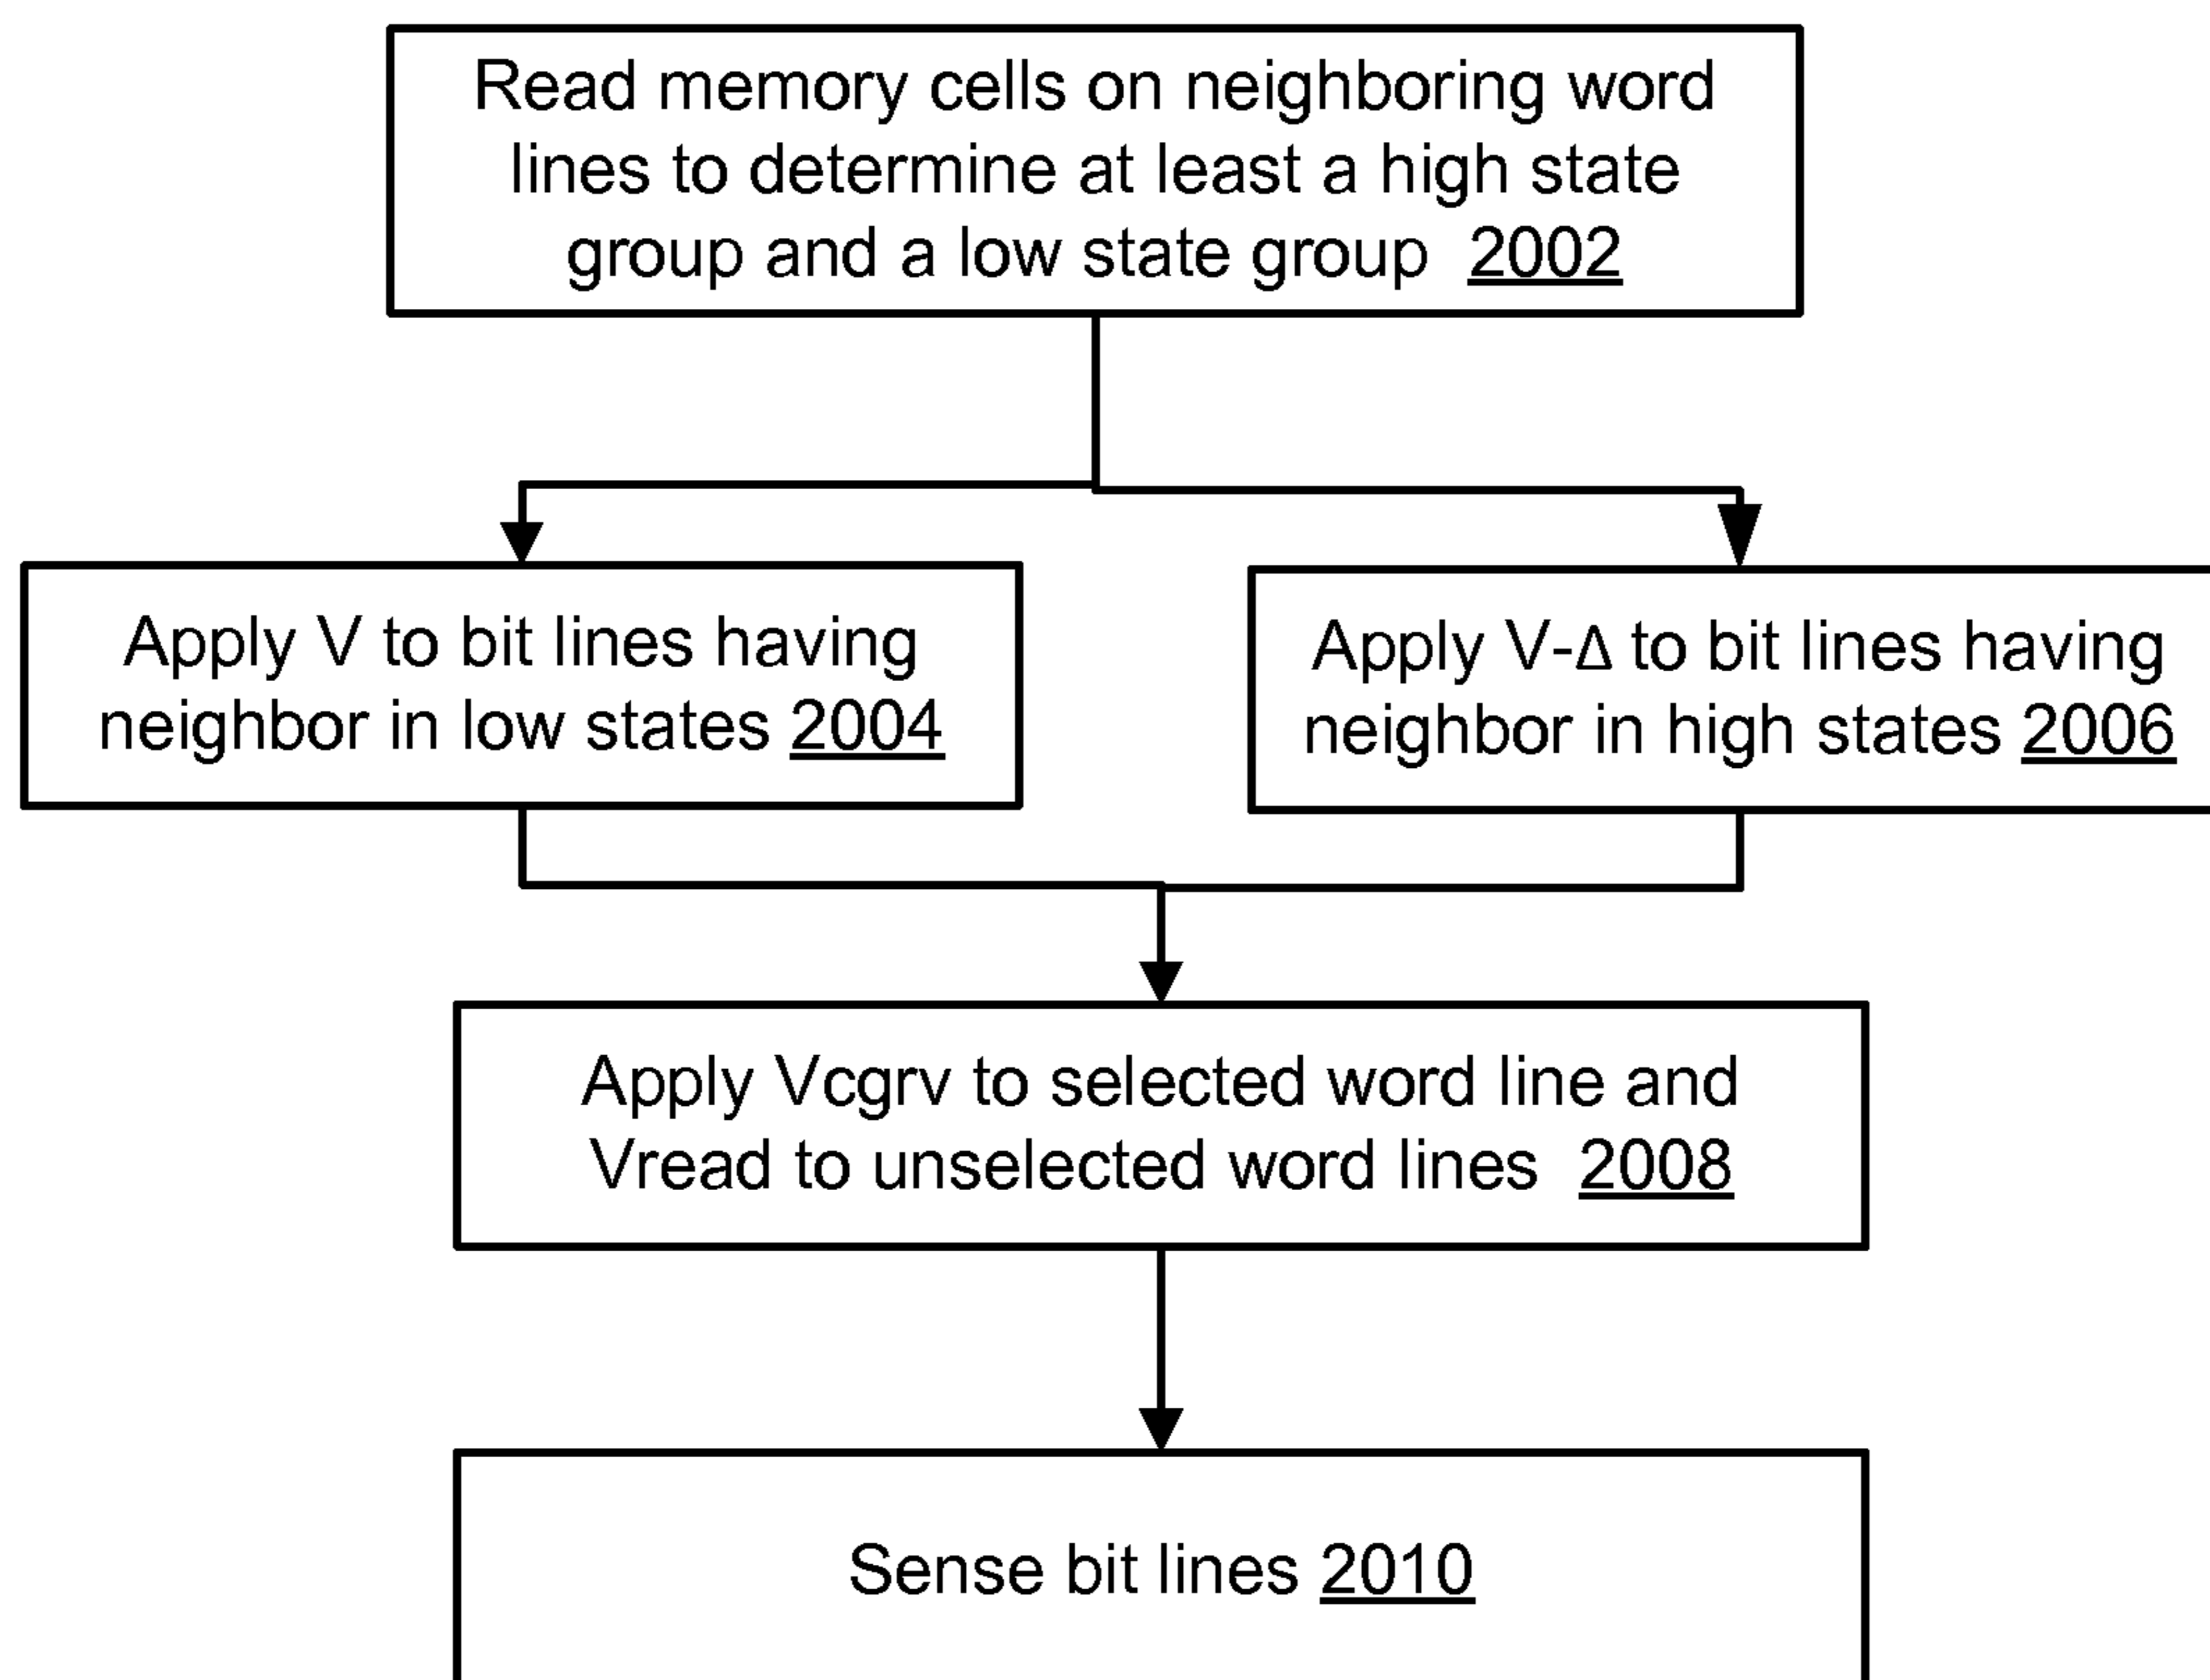 Read memory cells on neighboring word
lines to determine at least a high state
group and a low state group 2002
Apply V to bit lines having
neighbor in low states 2004
Apply V-Δ to bit lines having
neighbor in high states 2006
Apply Vcgrv to selected word line and
Vread to unselected word lines 2008
Sense bit lines 2010